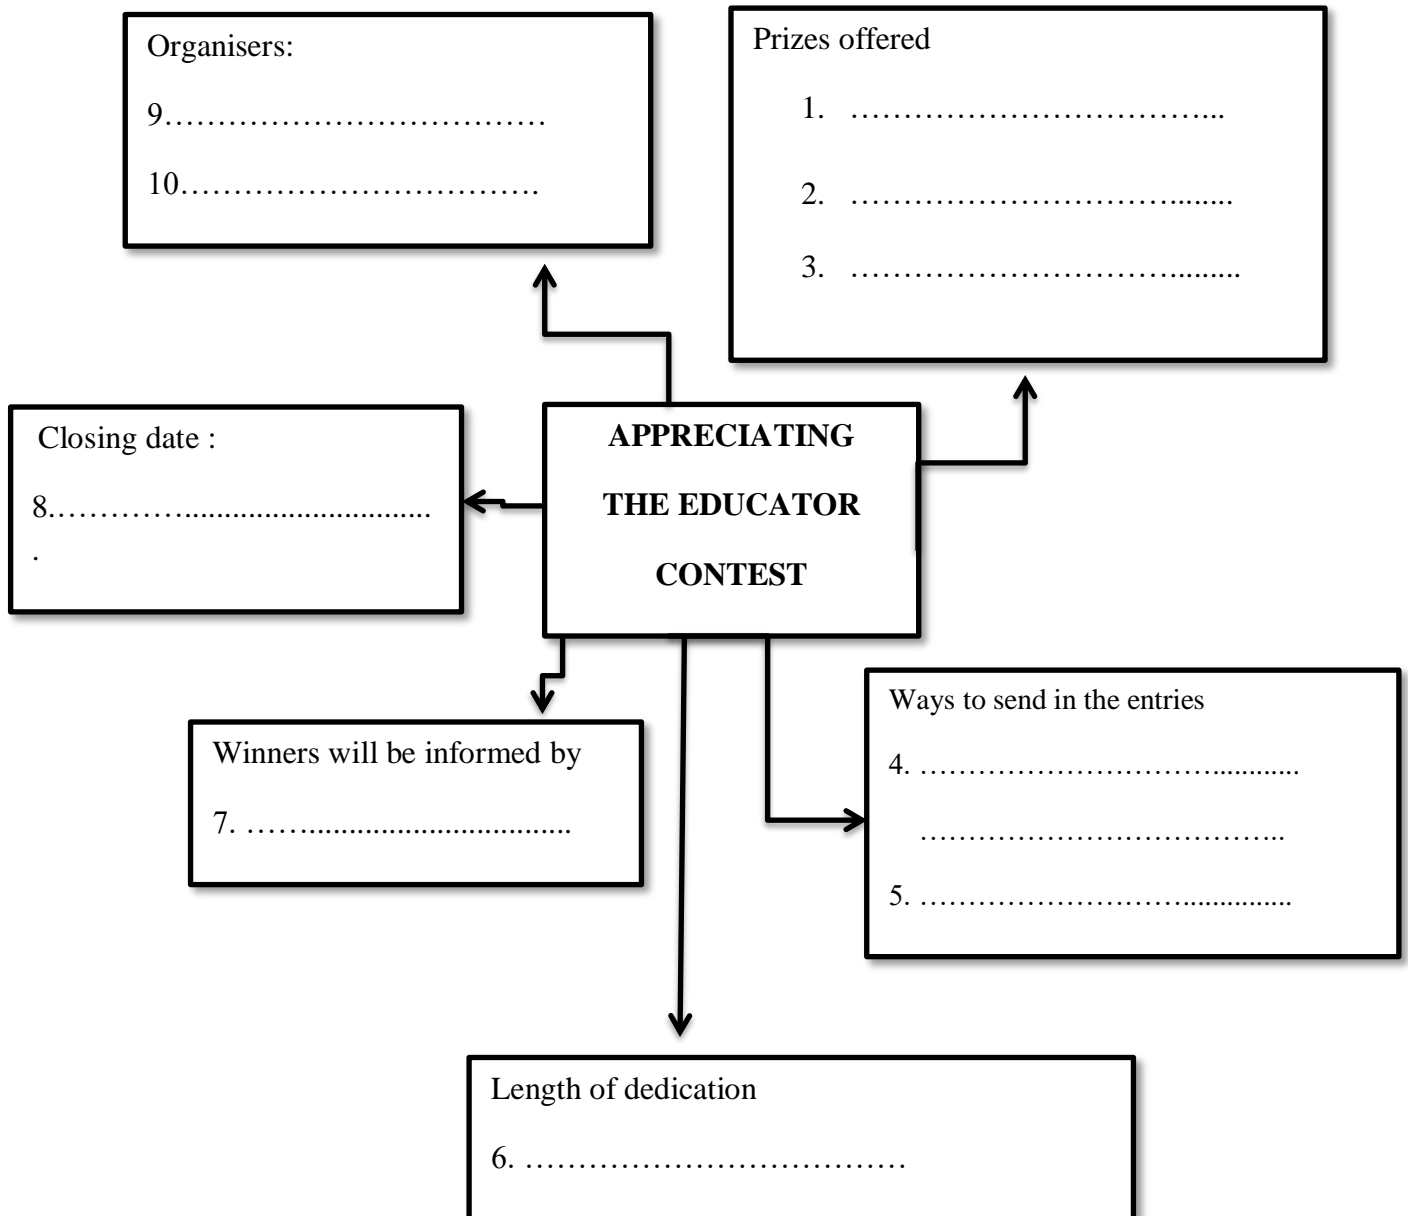 Organisers:
9………………………………
10…………………………….
Prizes offered
1. ……………………………...
2. …………………………........
3. ………………………….........
Closing date :
8…………...............................
.
APPRECIATING
THE EDUCATOR
CONTEST
Winners will be informed by
7. ……................................
Ways to send in the entries
4. …………………………............
………………………………..
5. ………………………..............
Length of dedication
6. ………………………………